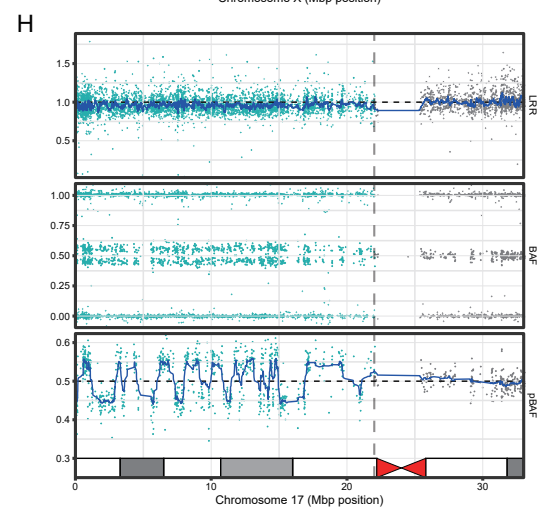 Chromosome X (Mbp position)
H
1.5
1.0
0.5
LRR
1.00
0.75
0.50
0.25
0.00
BAF
0.6
0.5
0.4
0.3
pBAF
0 10 20 30
Chromosome 17 (Mbp position)